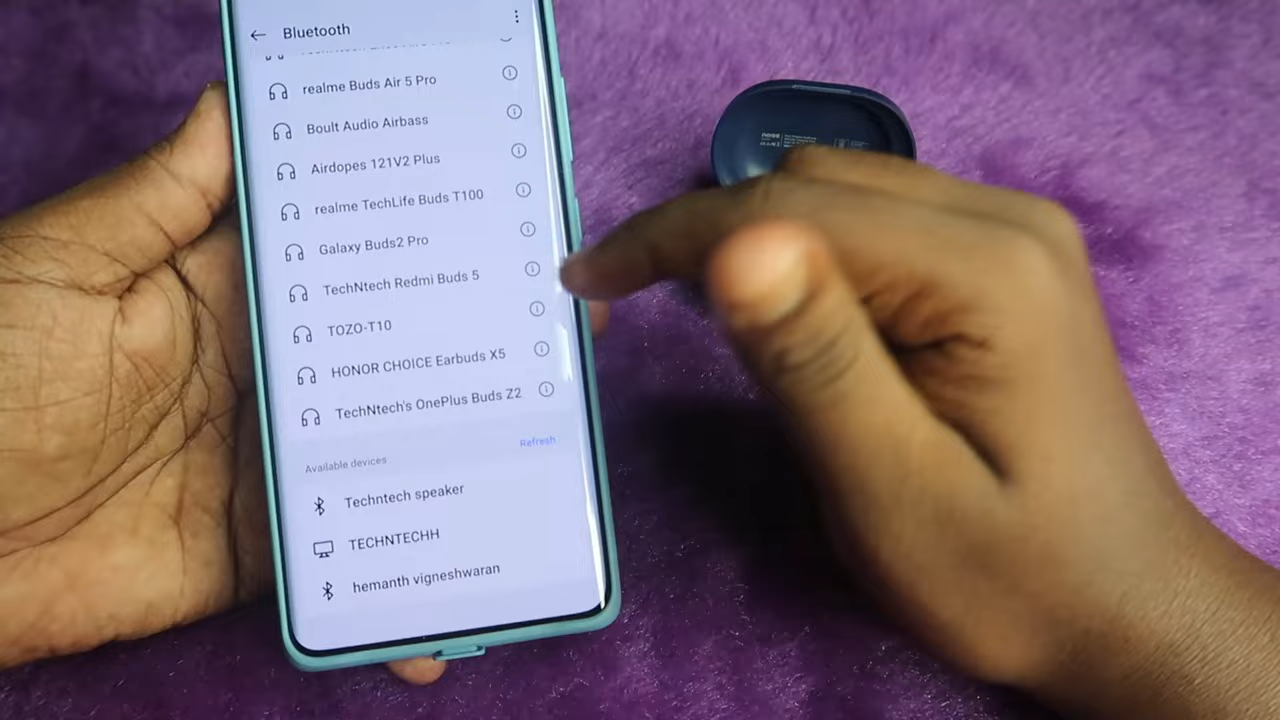 Bluetooth
realme Buds Air 5 Pro
Boult Audio Airbass
Airdopes 121V2 Plus
realme TechLife Buds T100
Galaxy Buds2 Pro
TechNtech Redmi Buds 5
TOZO-T10
HONOR CHOICE Earbuds X5
TechNtech's OnePlus Buds Z2
Available devices
Refresh
Techntech speaker
TECHNTECHH
hemanth vigneshwaran
noise